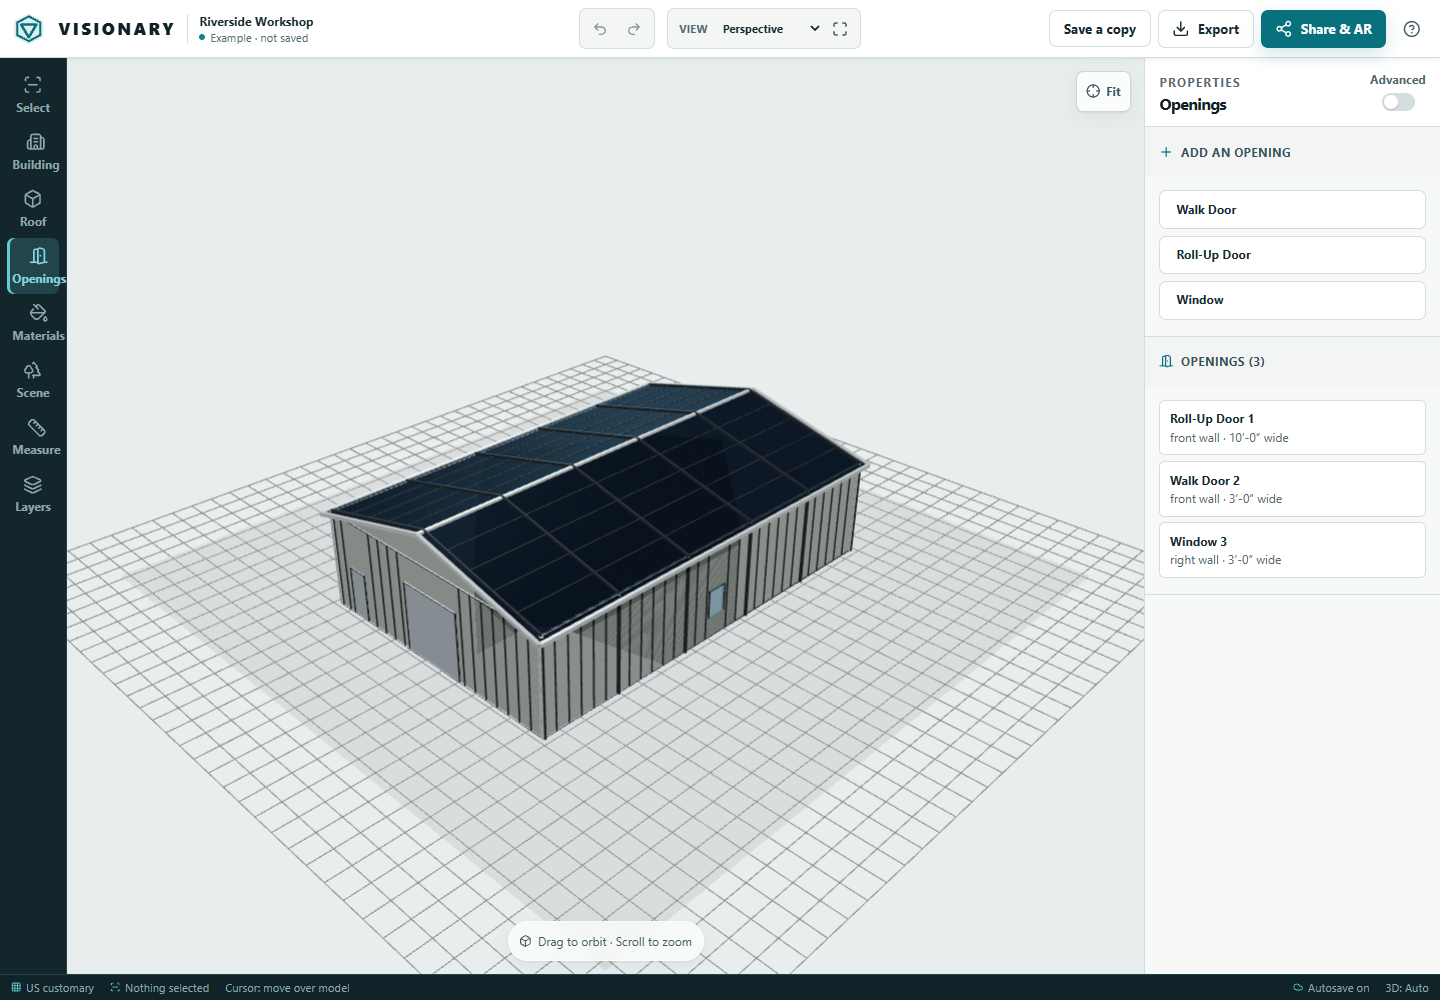 VISIONARY
Riverside Workshop
Example · not saved
VIEW Perspective
Save a copy
Export
Share & AR
Select
Building
Roof
Openings
Materials
Scene
Measure
Layers
Fit
PROPERTIES
Openings
Advanced
ADD AN OPENING
Walk Door
Roll-Up Door
Window
OPENINGS (3)
Roll-Up Door 1
front wall · 10′-0″ wide
Walk Door 2
front wall · 3′-0″ wide
Window 3
right wall · 3′-0″ wide
Drag to orbit · Scroll to zoom
US customary
Nothing selected
Cursor: move over model
Autosave on
3D: Auto